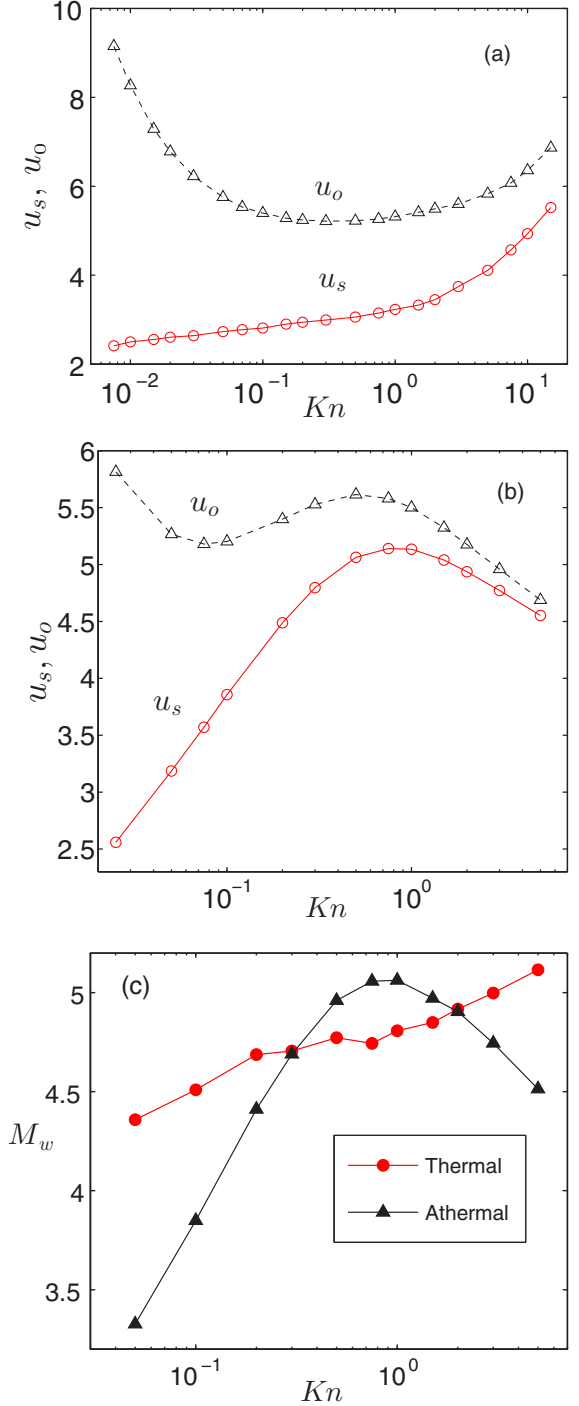 10
(a)
8
6
4
2
u_s, u_o
u_o
u_s
10^{-2} 10^{-1} 10^0 10^1
Kn
6
(b)
5.5
5
4.5
4
3.5
3
2.5
u_s, u_o
u_o
u_s
10^{-1} 10^0
Kn
(c)
5
4.5
M_w
3.5
Thermal
Athermal
10^{-1} 10^0
Kn